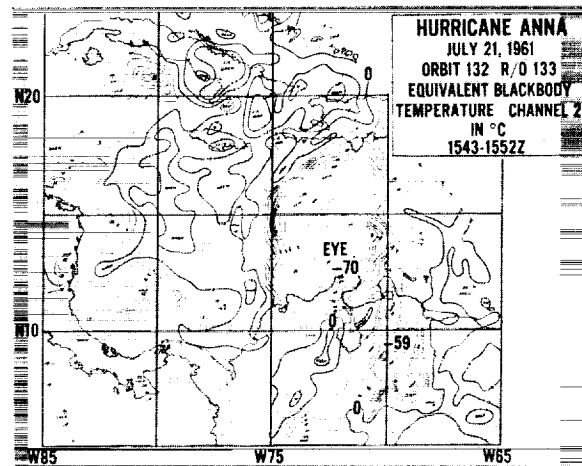 HURRICANE ANNA
JULY 21, 1961
ORBIT 132 R/O 133
EQUIVALENT BLACKBODY
TEMPERATURE CHANNEL 2
IN °C
1543-1552Z
0
N20
EYE
-70
0
N10
-59
0
W85
W75
W65